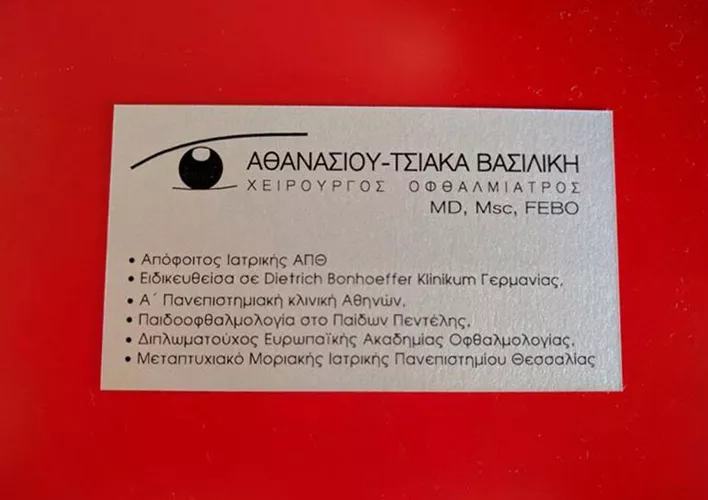 ΑΘΑΝΑΣΙΟΥ-ΤΣΙΑΚΑ ΒΑΣΙΛΙΚΗ
ΧΕΙΡΟΥΡΓΟΣ ΟΦΘΑΛΜΙΑΤΡΟΣ
MD, Msc, FEBO
• Απόφοιτος Ιατρικής ΑΠΘ
• Ειδικευθείσα σε Dietrich Bonhoeffer Klinikum Γερμανίας,
• Α΄ Πανεπιστημιακή κλινική Αθηνών,
• Παιδοοφθαλμολογία στο Παίδων Πεντέλης,
• Διπλωματούχος Ευρωπαϊκής Ακαδημίας Οφθαλμολογίας,
• Μεταπτυχιακό Μοριακής Ιατρικής Πανεπιστημίου Θεσσαλίας